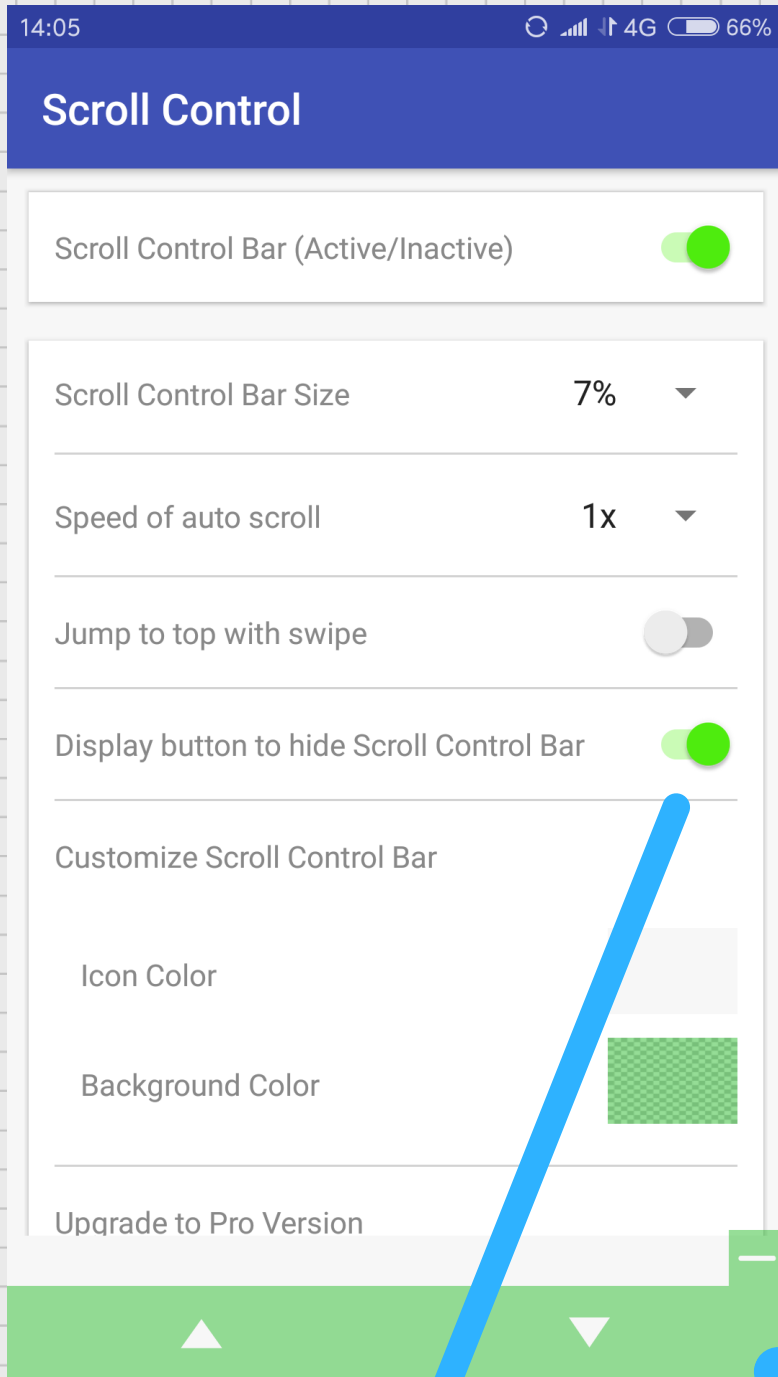 14:05 4G 66%
Scroll Control
Scroll Control Bar (Active/Inactive)
Scroll Control Bar Size 7%
Speed of auto scroll 1x
Jump to top with swipe
Display button to hide Scroll Control Bar
Customize Scroll Control Bar
Icon Color
Background Color
Upgrade to Pro Version